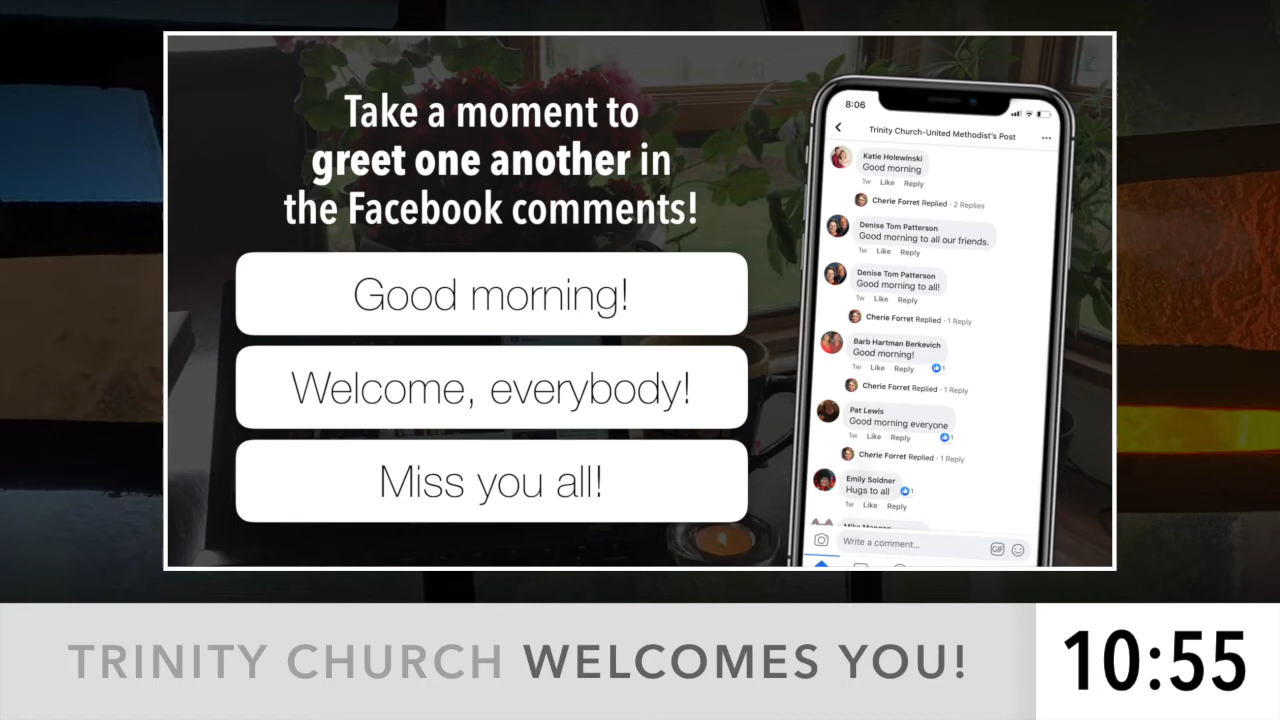 Take a moment to
greet one another in
the Facebook comments!
Good morning!
Welcome, everybody!
Miss you all!
8:06
Trinity Church-United Methodist's Post
Katie Holewinski
Good morning
1w Like Reply
Cherie Forret Replied · 2 Replies
Denise Tom Patterson
Good morning to all our friends.
1w Like Reply
Denise Tom Patterson
Good morning to all!
1w Like Reply
Cherie Forret Replied · 1 Reply
Barb Hartman Berkevich
Good morning!
1w Like Reply 1
Cherie Forret Replied · 1 Reply
Pat Lewis
Good morning everyone
1w Like Reply 1
Cherie Forret Replied · 1 Reply
Emily Soldner
Hugs to all 1
1w Like Reply
Write a comment...
GIF
TRINITY CHURCH WELCOMES YOU!
10:55